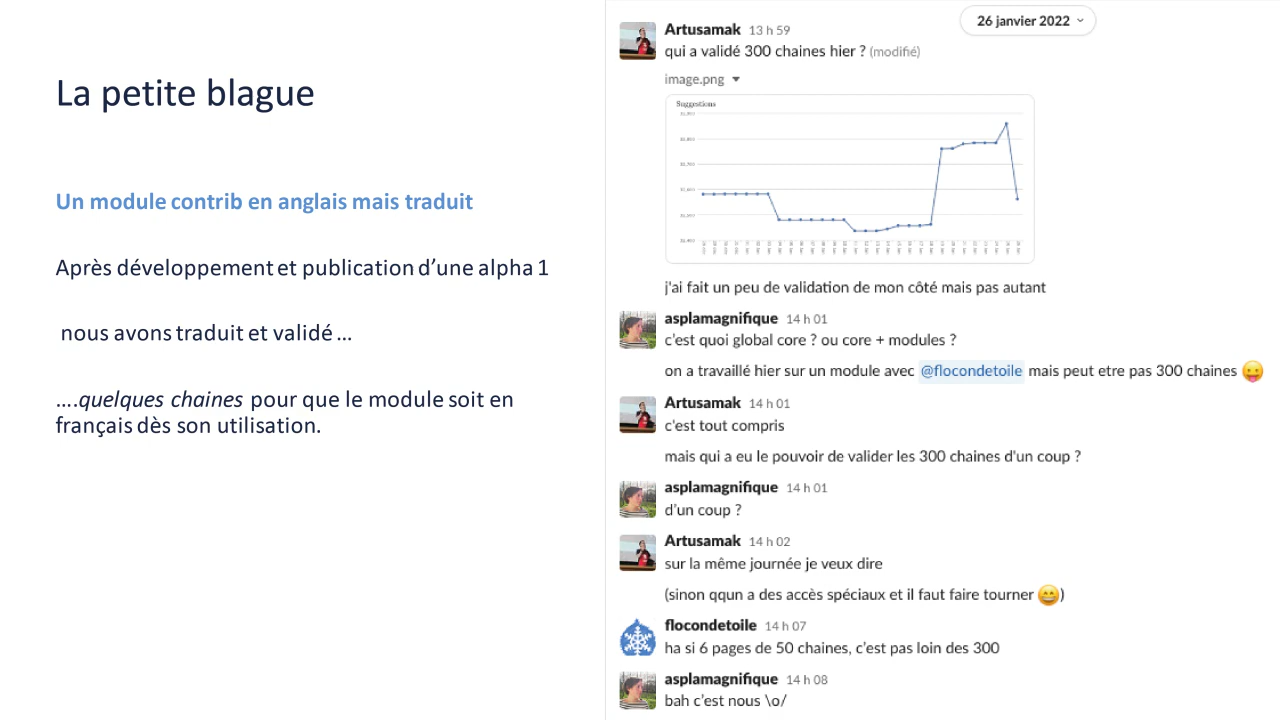 La petite blague
Un module contrib en anglais mais traduit
Après développement et publication d’une alpha 1
nous avons traduit et validé ...
....quelques chaines pour que le module soit en
français dès son utilisation.
26 janvier 2022
Artusamak 13 h 59
qui a validé 300 chaines hier ? (modifié)
image.png
Suggestions
j'ai fait un peu de validation de mon côté mais pas autant
asplamagnifique 14 h 01
c’est quoi global core ? ou core + modules ?
on a travaillé hier sur un module avec @flocondetoile mais peut etre pas 300 chaines 😛
Artusamak 14 h 01
c'est tout compris
mais qui a eu le pouvoir de valider les 300 chaines d'un coup ?
asplamagnifique 14 h 01
d’un coup ?
Artusamak 14 h 02
sur la même journée je veux dire
(sinon qqun a des accès spéciaux et il faut faire tourner 😄)
flocondetoile 14 h 07
ha si 6 pages de 50 chaines, c’est pas loin des 300
asplamagnifique 14 h 08
bah c’est nous \o/